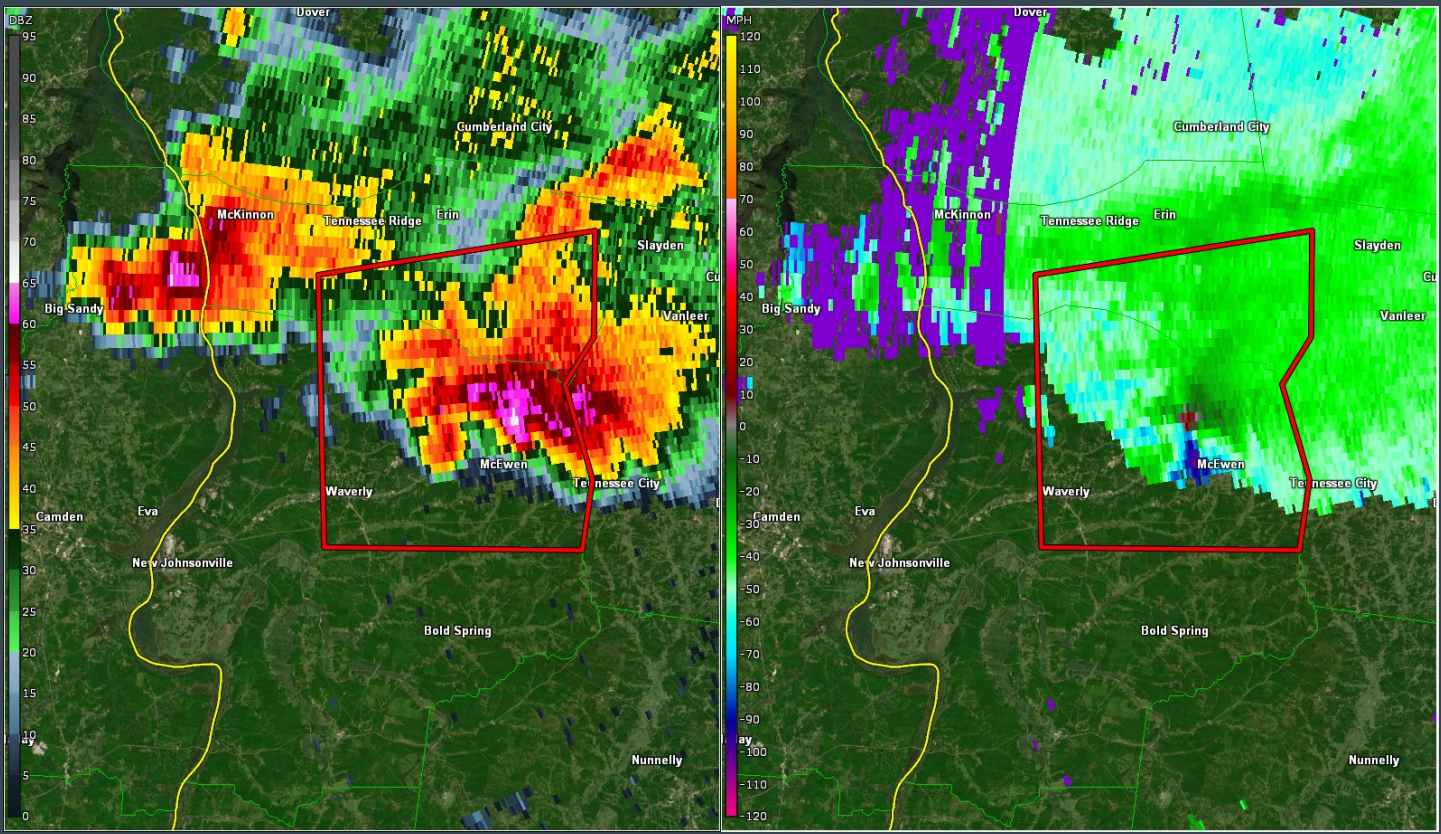 DBZ
95
90
85
80
75
70
65
60
55
50
45
40
35
30
25
20
15
10
5
0
Dover
Cumberland City
McKinnon
Tennessee Ridge
Erin
Slayden
Cu
Big Sandy
Vanleer
McEwen
Tennessee City
Waverly
Camden
Eva
New Johnsonville
Bold Spring
ay
Nunnelly
MPH
120
110
100
90
80
70
60
50
40
30
20
10
0
-10
-20
-30
-40
-50
-60
-70
-80
-90
-100
-110
-120
Dover
Cumberland City
McKinnon
Tennessee Ridge
Erin
Slayden
Cu
Big Sandy
Vanleer
McEwen
Tennessee City
Waverly
Camden
Eva
New Johnsonville
Bold Spring
ay
Nunnelly